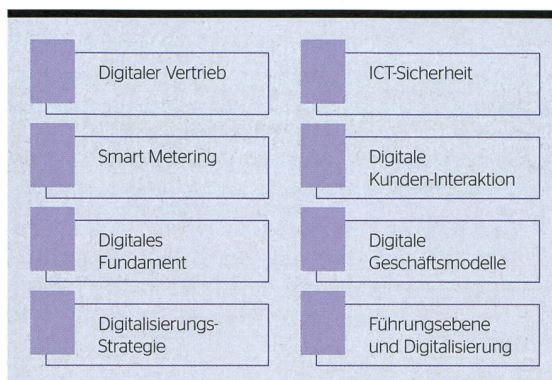 Digitaler Vertrieb
ICT-Sicherheit
Smart Metering
Digitale
Kunden-Interaktion
Digitales
Fundament
Digitale
Geschäftsmodelle
Digitalisierungs-
Strategie
Führungsebene
und Digitalisierung